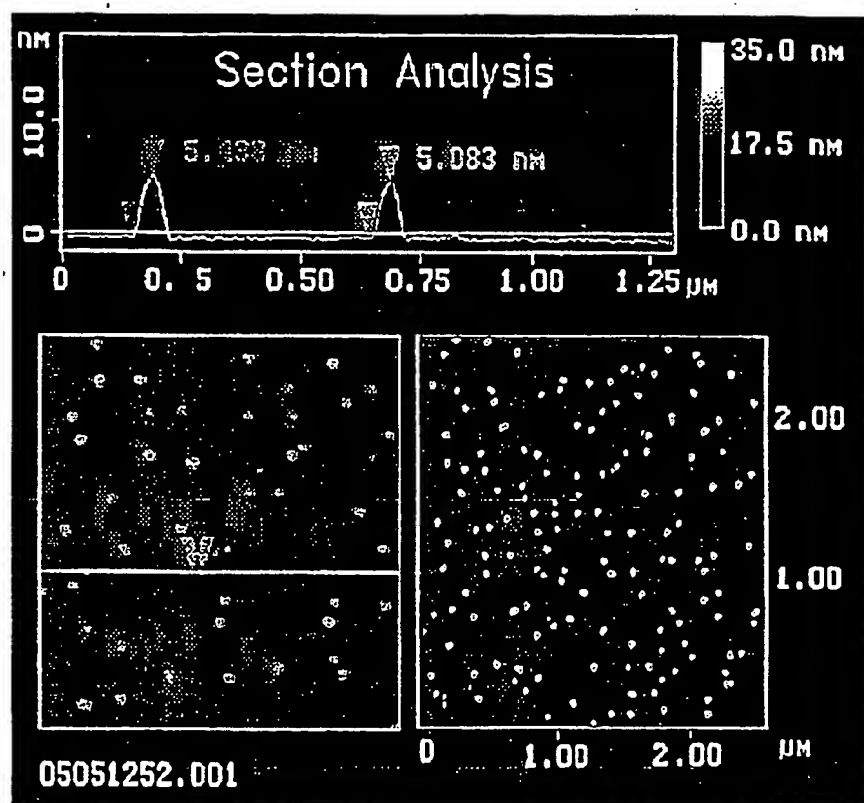 nm
Section Analysis
35.0 nm
10.0
5.083 nm
17.5 nm
0
0.0 nm
0 0. 5 0.50 0.75 1.00 1.25 µm
2.00
1.00
0 1.00 2.00 µm
05051252.001